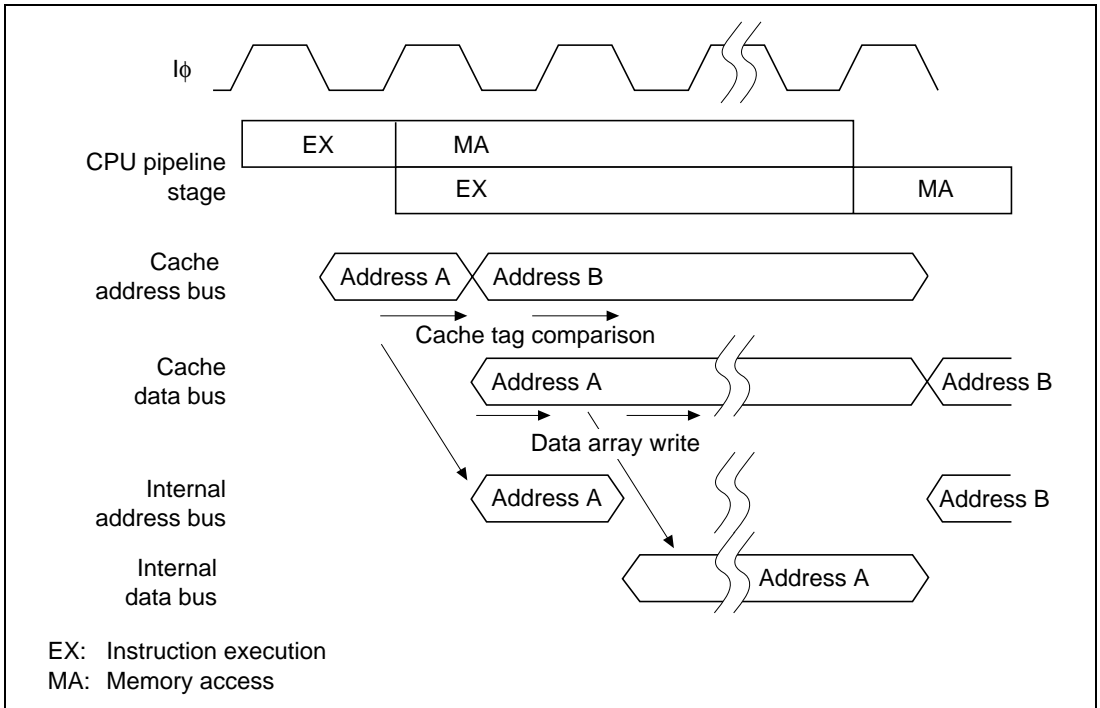 Iϕ
CPU pipeline
stage
EX
MA
EX
MA
Cache
address bus
Address A
Address B
Cache tag comparison
Cache
data bus
Address A
Address B
Data array write
Internal
address bus
Address A
Address B
Internal
data bus
Address A
EX: Instruction execution
MA: Memory access